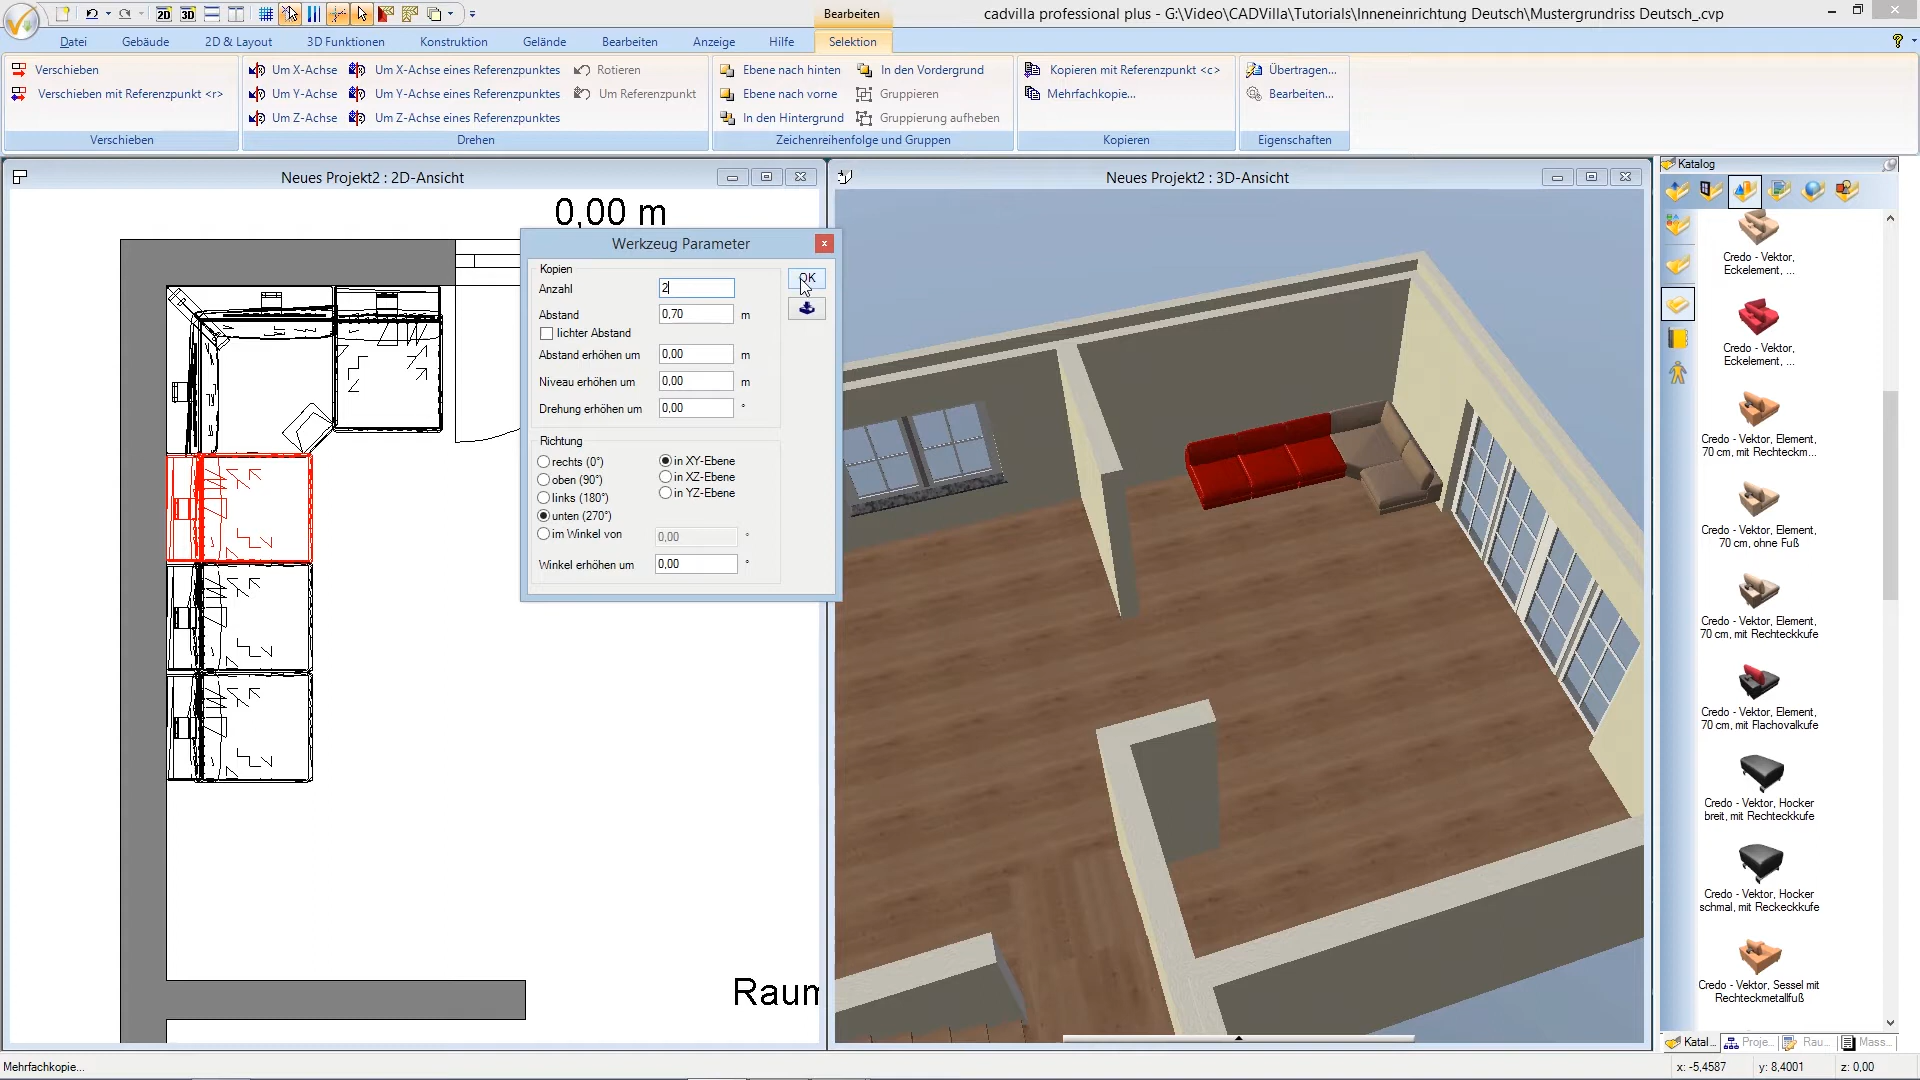 Bearbeiten
cadvilla professional plus - G:\Video\CADVilla\Tutorials\Inneneinrichtung Deutsch\Mustergrundriss Deutsch_.cvp
2D 3D
Datei Gebäude 2D & Layout 3D Funktionen Konstruktion Gelände Bearbeiten Anzeige Hilfe Selektion
Verschieben
Verschieben mit Referenzpunkt <r>
Verschieben
Um X-Achse Um X-Achse eines Referenzpunktes Rotieren
Um Y-Achse Um Y-Achse eines Referenzpunktes Um Referenzpunkt
Um Z-Achse Um Z-Achse eines Referenzpunktes
Drehen
Ebene nach hinten In den Vordergrund
Ebene nach vorne Gruppieren
In den Hintergrund Gruppierung aufheben
Zeichenreihenfolge und Gruppen
Kopieren mit Referenzpunkt <c>
Mehrfachkopie...
Kopieren
Übertragen...
Bearbeiten...
Eigenschaften
Neues Projekt2 : 2D-Ansicht
0,00 m
Raum
Werkzeug Parameter
Kopien
Anzahl 2
Abstand 0,70 m
lichter Abstand
Abstand erhöhen um 0,00 m
Niveau erhöhen um 0,00 m
Drehung erhöhen um 0,00 °
OK
Richtung
rechts (0°) in XY-Ebene
oben (90°) in XZ-Ebene
links (180°) in YZ-Ebene
unten (270°)
im Winkel von 0,00 °
Winkel erhöhen um 0,00 °
Neues Projekt2 : 3D-Ansicht
Katalog
Credo - Vektor,
Eckelement, ...
Credo - Vektor,
Eckelement, ...
Credo - Vektor, Element,
70 cm, mit Rechteckm...
Credo - Vektor, Element,
70 cm, ohne Fuß
Credo - Vektor, Element,
70 cm, mit Rechteckkufe
Credo - Vektor, Element,
70 cm, mit Flachovalkufe
Credo - Vektor, Hocker
breit, mit Rechteckkufe
Credo - Vektor, Hocker
schmal, mit Reckeckkufe
Credo - Vektor, Sessel mit
Rechteckmetallfuß
Katal... Proje... Rau... Mass...
Mehrfachkopie...
x: -5,4587 y: 8,4001 z: 0,00